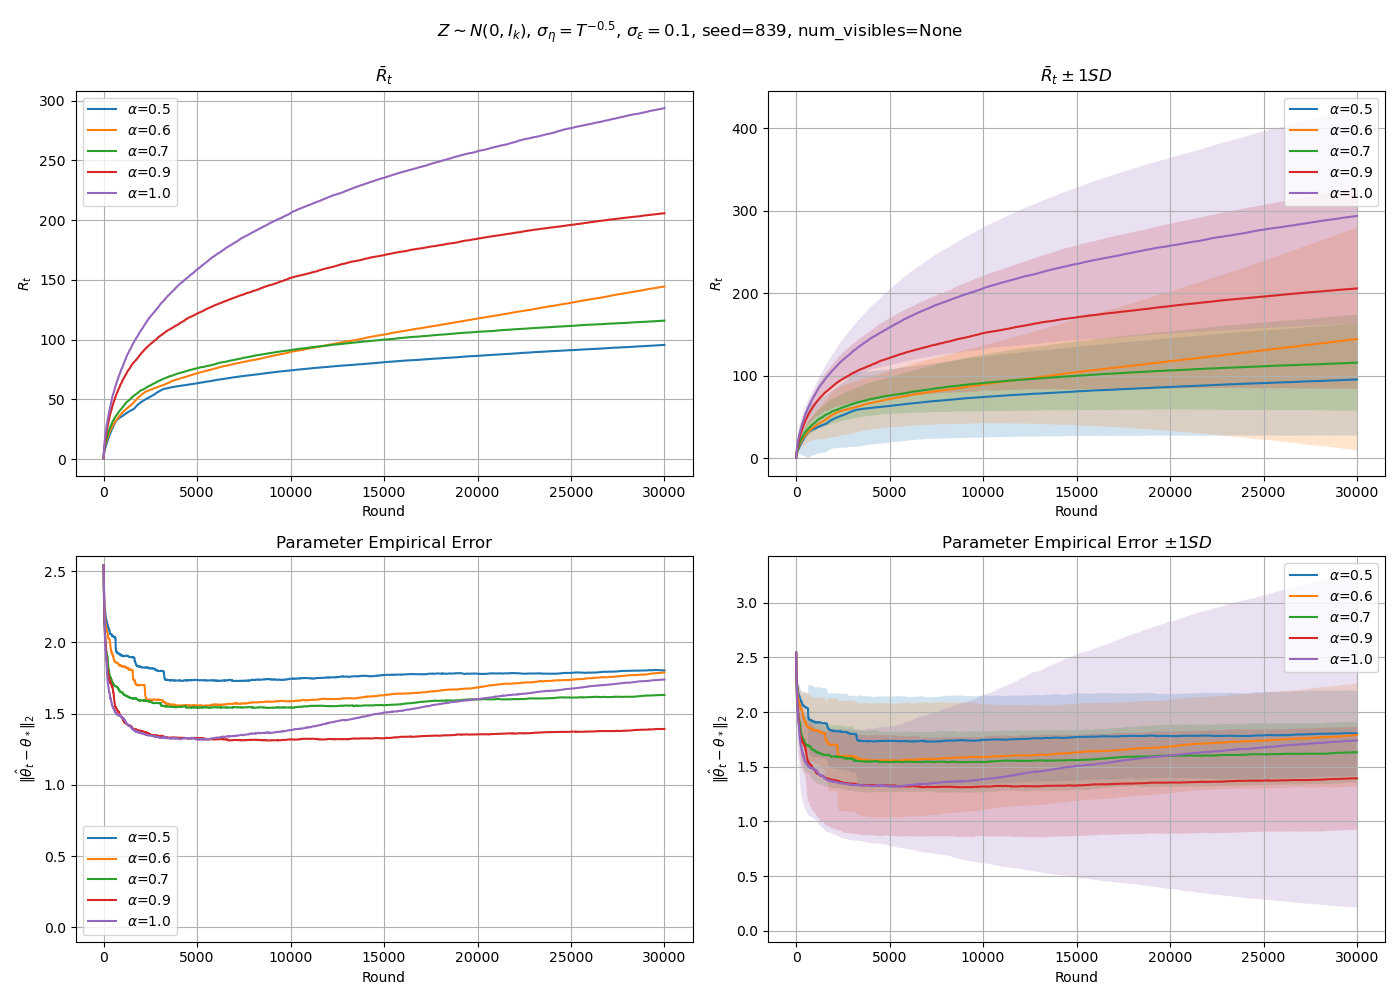 Z ∼ N(0, I_k), σ_η = T^{−0.5}, σ_ε = 0.1, seed=839, num_visibles=None
R̄_t
R_t
300
250
200
150
100
50
0
α=0.5
α=0.6
α=0.7
α=0.9
α=1.0
0 5000 10000 15000 20000 25000 30000
Round
R̄_t ± 1SD
R_t
400
300
200
100
0
α=0.5
α=0.6
α=0.7
α=0.9
α=1.0
0 5000 10000 15000 20000 25000 30000
Round
Parameter Empirical Error
‖θ̂_t − θ*‖_2
2.5
2.0
1.5
1.0
0.5
0.0
α=0.5
α=0.6
α=0.7
α=0.9
α=1.0
0 5000 10000 15000 20000 25000 30000
Round
Parameter Empirical Error ±1SD
‖θ̂_t − θ*‖_2
3.0
2.5
2.0
1.5
1.0
0.5
0.0
α=0.5
α=0.6
α=0.7
α=0.9
α=1.0
0 5000 10000 15000 20000 25000 30000
Round